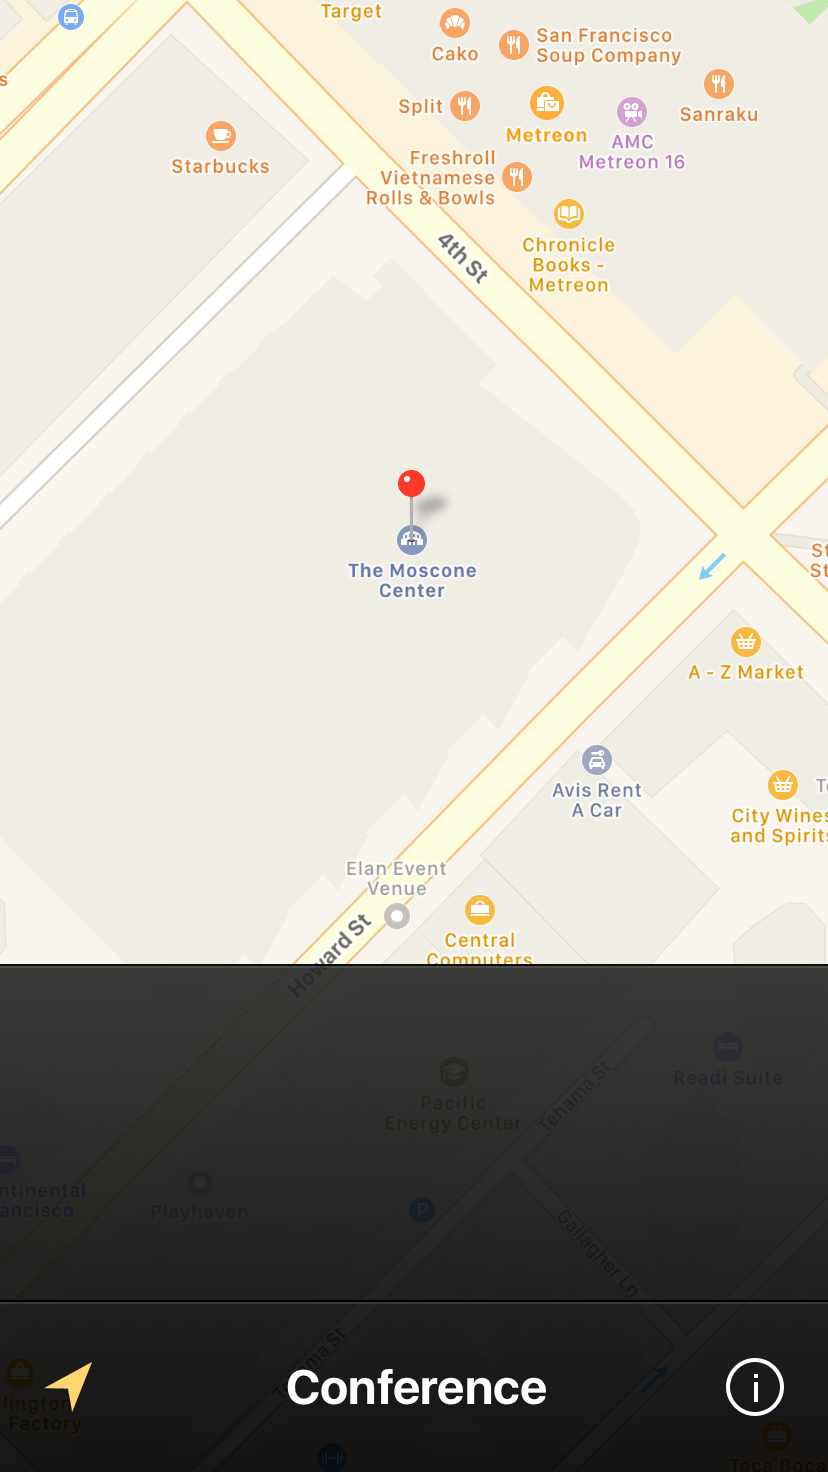 Target
Cako
San Francisco
Soup Company
s
Split
Metreon
AMC
Metreon 16
Sanraku
Starbucks
Freshroll
Vietnamese
Rolls & Bowls
Chronicle
Books -
Metreon
4th St
The Moscone
Center
St
St
A - Z Market
Avis Rent
A Car
City Wines
and Spirits
Te
Elan Event
Venue
Central
Computers
Howard St
Pacific
Energy Center
Tehama St
Readi Suite
ntinental
ancisco
Playhaven
P
Gallagher Ln
Conference
i
lington
t Factory
Toca Boca